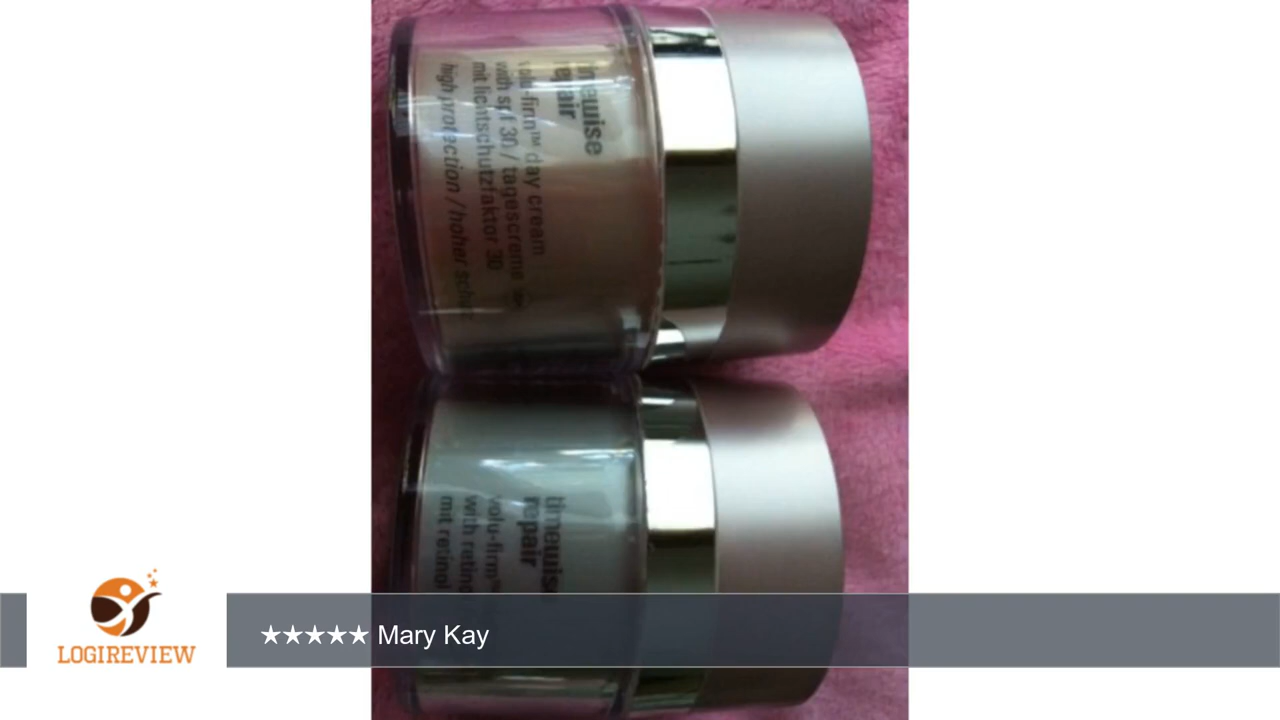 timewise
repair
volu-firm™ day cream
with spf 30 / tagescreme
mit lichtschutzfaktor 30
high protection / hoher
timewise
repair
volu-firm™
with retinol
mit retinol
LOGIREVIEW
★★★★★ Mary Kay